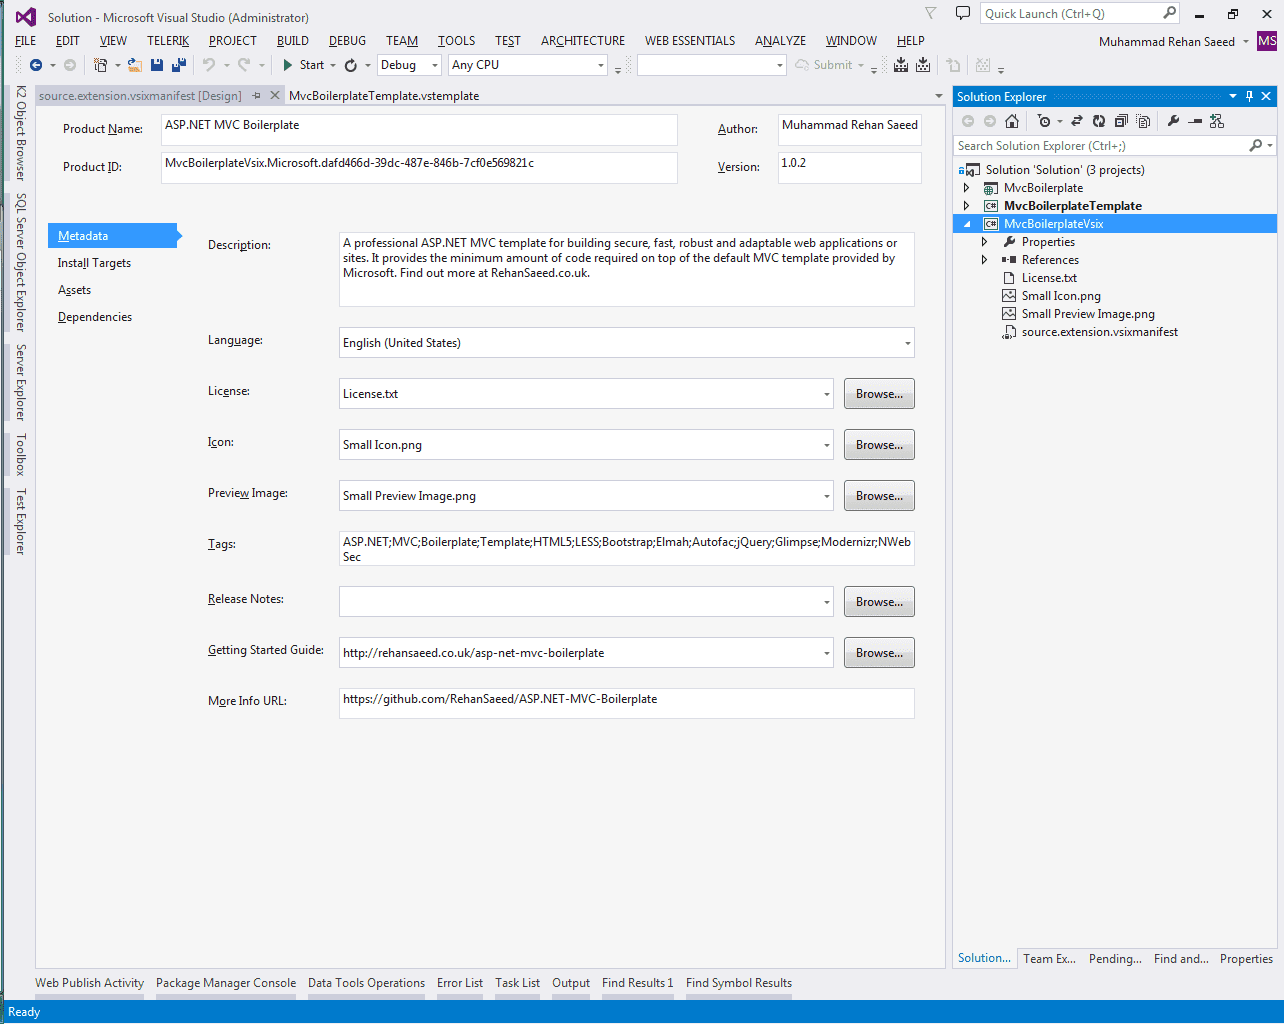 Solution - Microsoft Visual Studio (Administrator)
Quick Launch (Ctrl+Q)
FILE EDIT VIEW TELERIK PROJECT BUILD DEBUG TEAM TOOLS TEST ARCHITECTURE WEB ESSENTIALS ANALYZE WINDOW HELP
Muhammad Rehan Saeed MS
Start Debug Any CPU Submit
K2 Object Browser
SQL Server Object Explorer
Server Explorer
Toolbox
Test Explorer
source.extension.vsixmanifest [Design] MvcBoilerplateTemplate.vstemplate
Product Name: ASP.NET MVC Boilerplate
Author: Muhammad Rehan Saeed
Product ID: MvcBoilerplateVsix.Microsoft.dafd466d-39dc-487e-846b-7cf0e569821c
Version: 1.0.2
Metadata
Install Targets
Assets
Dependencies
Description:
A professional ASP.NET MVC template for building secure, fast, robust and adaptable web applications or
sites. It provides the minimum amount of code required on top of the default MVC template provided by
Microsoft. Find out more at RehanSaeed.co.uk.
Language: English (United States)
License: License.txt Browse...
Icon: Small Icon.png Browse...
Preview Image: Small Preview Image.png Browse...
Tags: ASP.NET;MVC;Boilerplate;Template;HTML5;LESS;Bootstrap;Elmah;Autofac;jQuery;Glimpse;Modernizr;NWeb
Sec
Release Notes: Browse...
Getting Started Guide: http://rehansaeed.co.uk/asp-net-mvc-boilerplate Browse...
More Info URL: https://github.com/RehanSaeed/ASP.NET-MVC-Boilerplate
Solution Explorer
Search Solution Explorer (Ctrl+;)
Solution 'Solution' (3 projects)
MvcBoilerplate
C# MvcBoilerplateTemplate
C# MvcBoilerplateVsix
Properties
References
License.txt
Small Icon.png
Small Preview Image.png
source.extension.vsixmanifest
Solution... Team Ex... Pending... Find and... Properties
Web Publish Activity Package Manager Console Data Tools Operations Error List Task List Output Find Results 1 Find Symbol Results
Ready